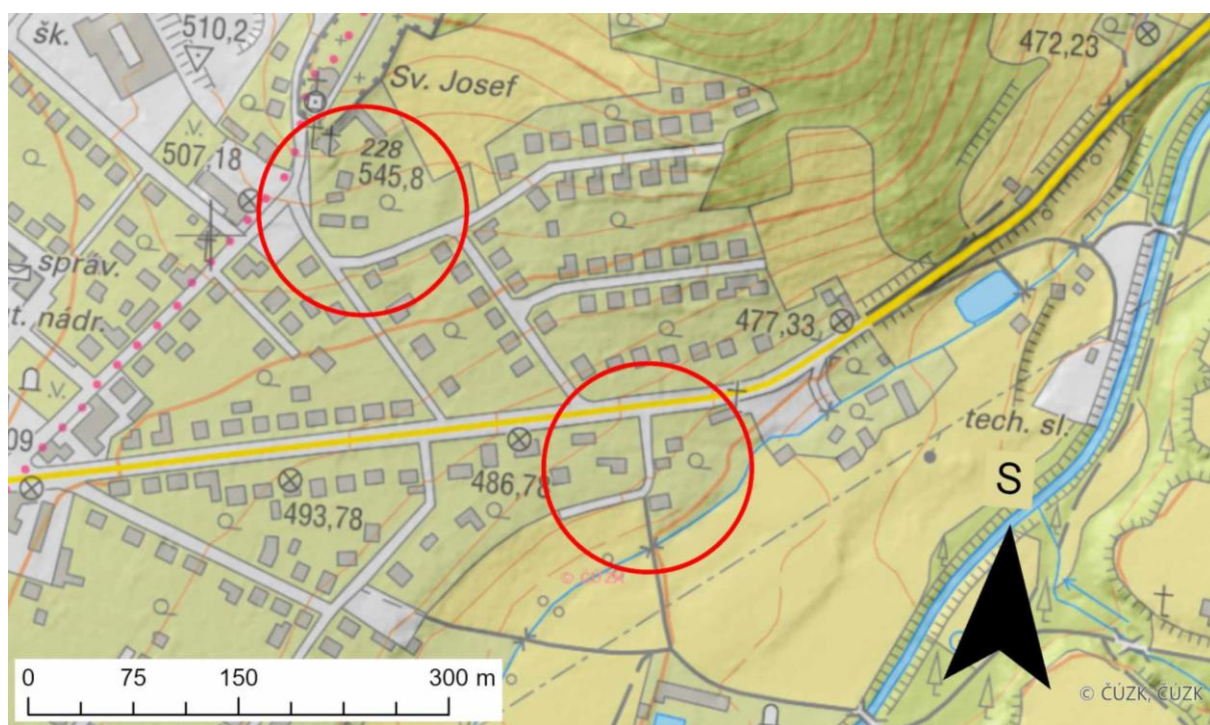 510,2
šk.
472,23
Sv. Josef
228
545,8
507,18
správ.
nádr.
477,33
tech. sl.
09
486,78
493,78
S
© ČÚZK
0 75 150 300 m
© ČÚZK, ČÚZK